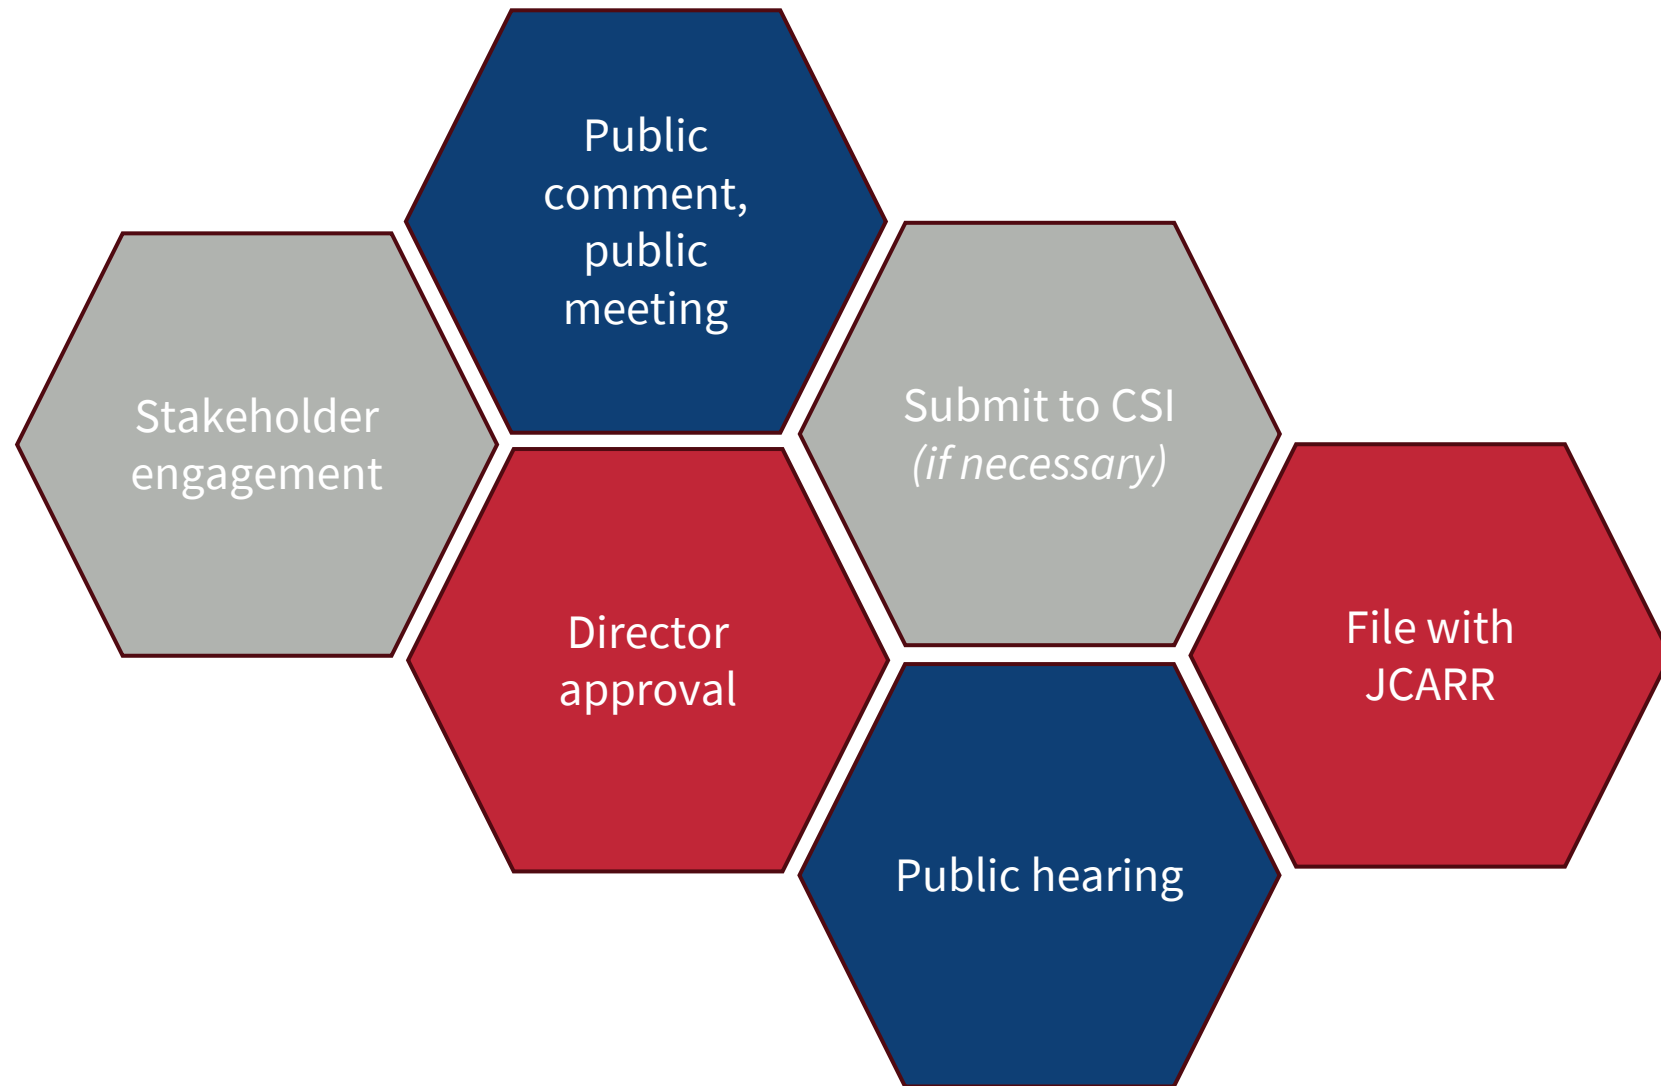 Stakeholder
engagement
Public
comment,
public
meeting
Director
approval
Submit to CSI
(if necessary)
Public hearing
File with
JCARR